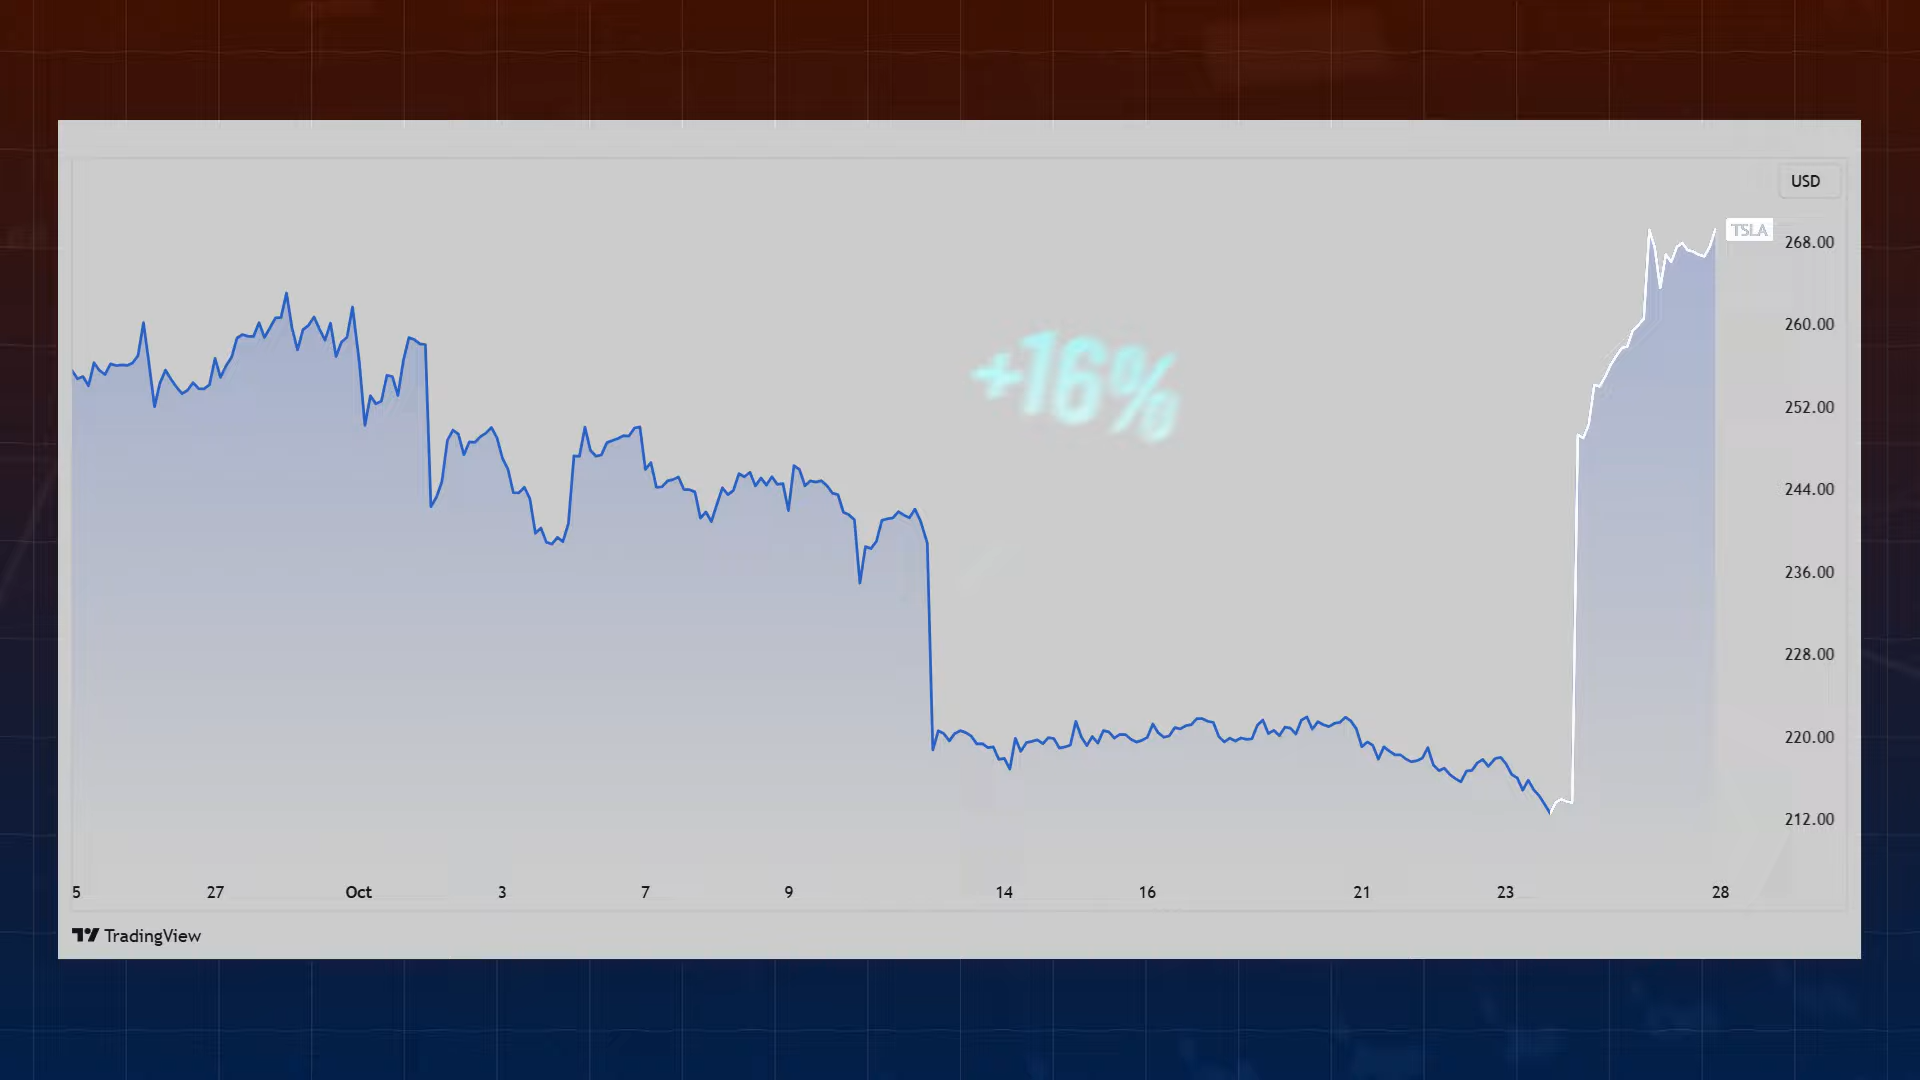 USD
TSLA
268.00
260.00
+16%
252.00
244.00
236.00
228.00
220.00
212.00
5 27 Oct 3 7 9 14 16 21 23 28
TradingView